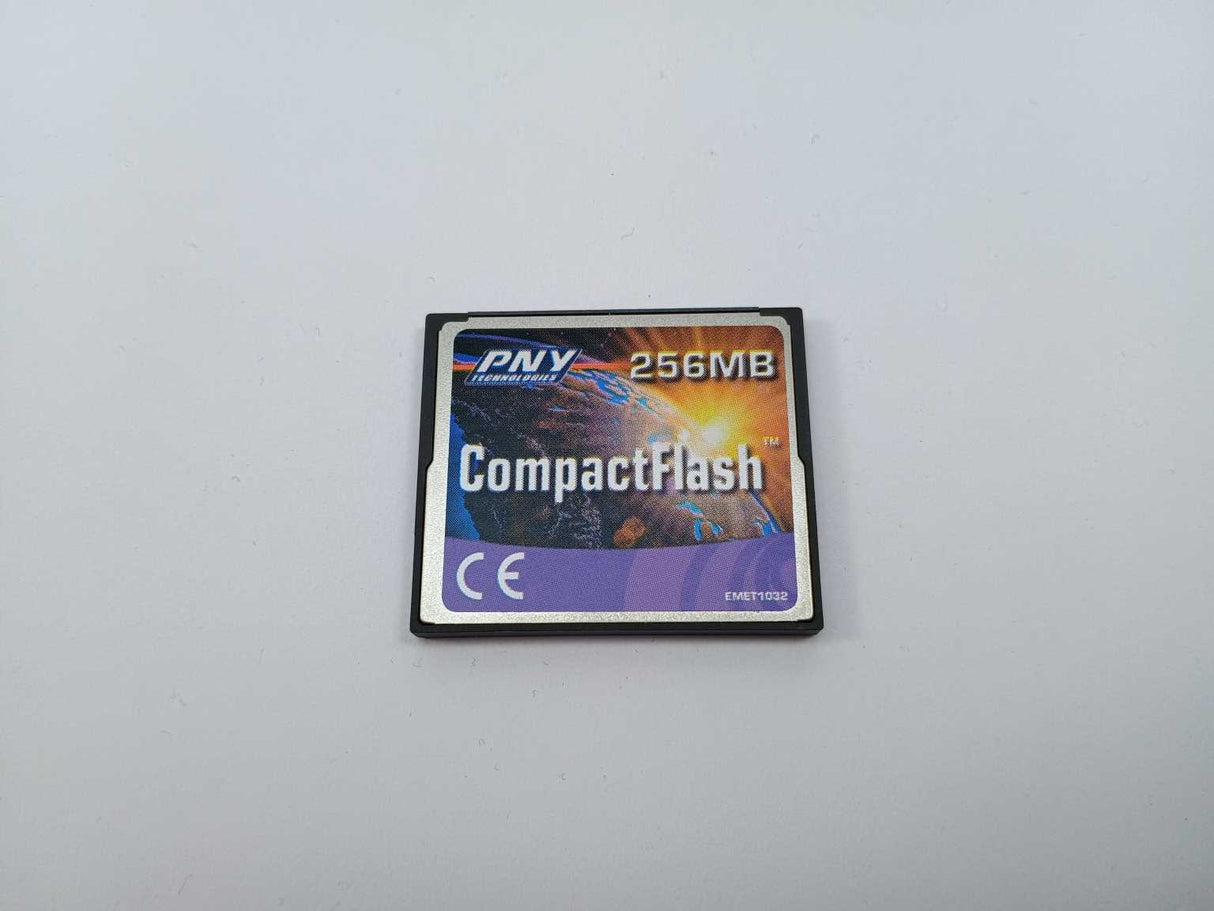 PNY
TECHNOLOGIES
256MB
CompactFlash™
CE
EMET1032